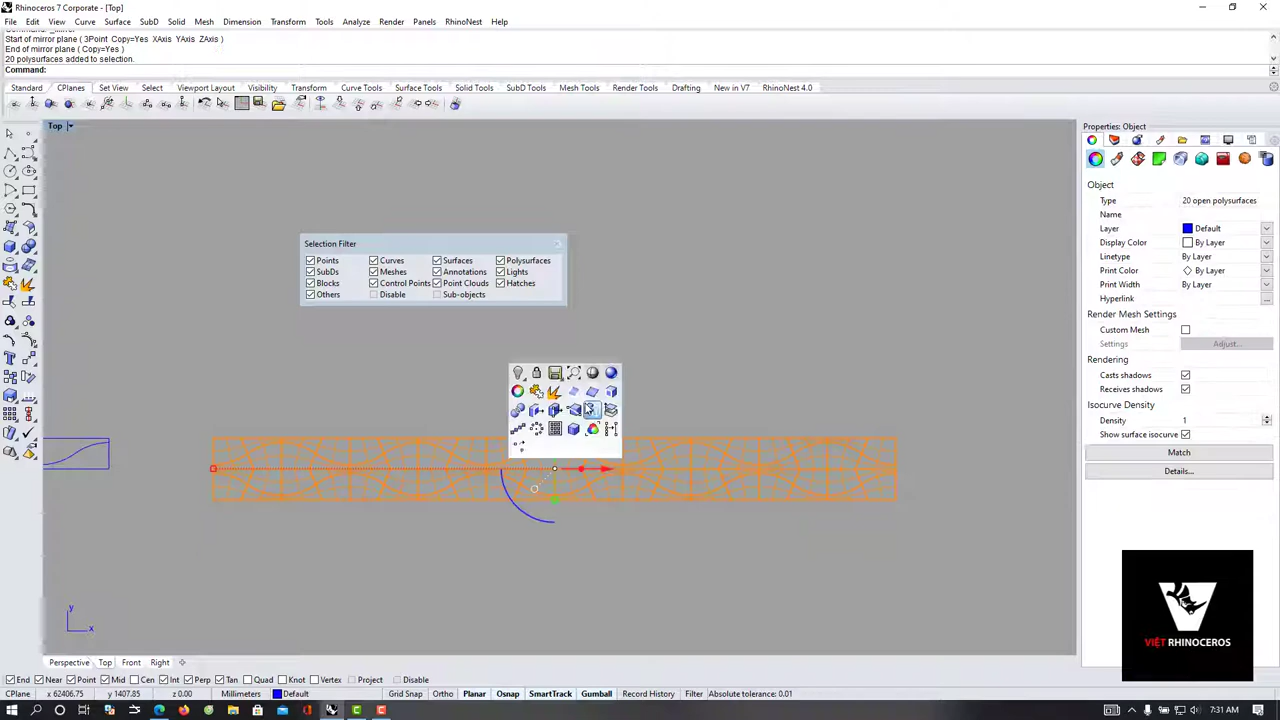 Rhinoceros 7 Corporate - [Top]
File Edit View Curve Surface SubD Solid Mesh Dimension Transform Tools Analyze Render Panels RhinoNest Help
Start of mirror plane ( 3Point Copy=Yes XAxis YAxis ZAxis )
End of mirror plane ( Copy=Yes )
20 polysurfaces added to selection.
Command:
Standard CPlanes Set View Select Viewport Layout Visibility Transform Curve Tools Surface Tools Solid Tools SubD Tools Mesh Tools Render Tools Drafting New in V7 RhinoNest 4.0
Top
Selection Filter
Points Curves Surfaces Polysurfaces
SubDs Meshes Annotations Lights
Blocks Control Points Point Clouds Hatches
Others Disable Sub-objects
y
x
Properties: Object
Object
Type 20 open polysurfaces
Name
Layer Default
Display Color By Layer
Linetype By Layer
Print Color By Layer
Print Width By Layer
Hyperlink ...
Render Mesh Settings
Custom Mesh
Settings Adjust...
Rendering
Casts shadows
Receives shadows
Isocurve Density
Density 1
Show surface isocurve
Match
Details...
VIỆT RHINOCEROS
Perspective Top Front Right
End Near Point Mid Cen Int Perp Tan Quad Knot Vertex Project Disable
CPlane x 62406.75 y 1407.85 z 0.00 Millimeters Default Grid Snap Ortho Planar Osnap SmartTrack Gumball Record History Filter Absolute tolerance: 0.01
7:31 AM